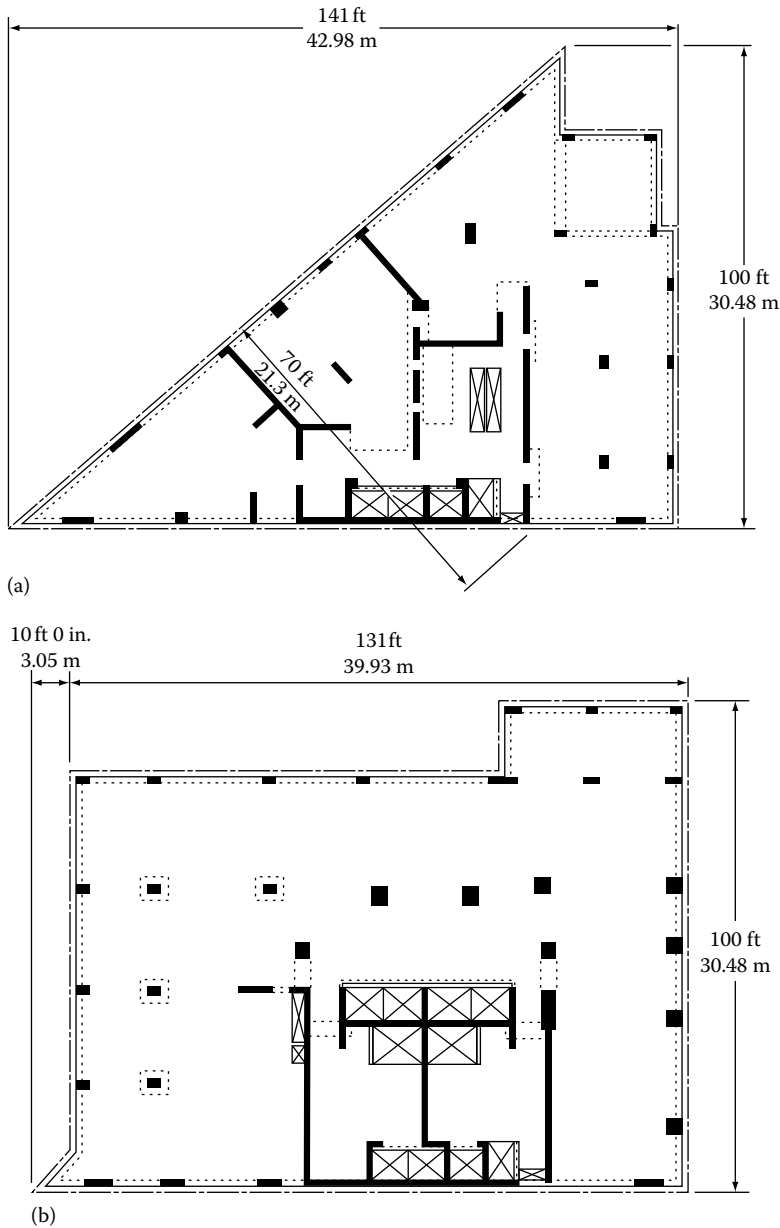 141 ft
42.98 m
100 ft
30.48 m
70 ft
21.3 m
(a)
10 ft 0 in.
3.05 m
131 ft
39.93 m
100 ft
30.48 m
(b)